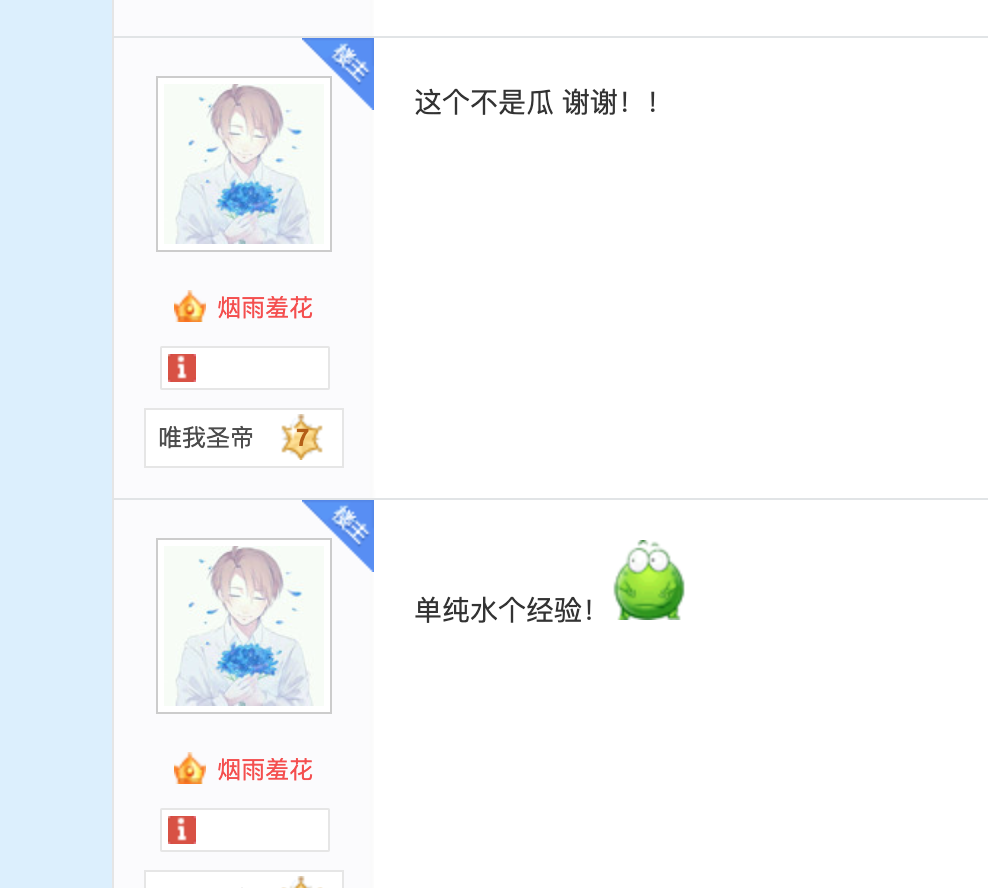 楼主
这个不是瓜 谢谢！！
烟雨羞花
唯我圣帝 7
楼主
单纯水个经验！
烟雨羞花